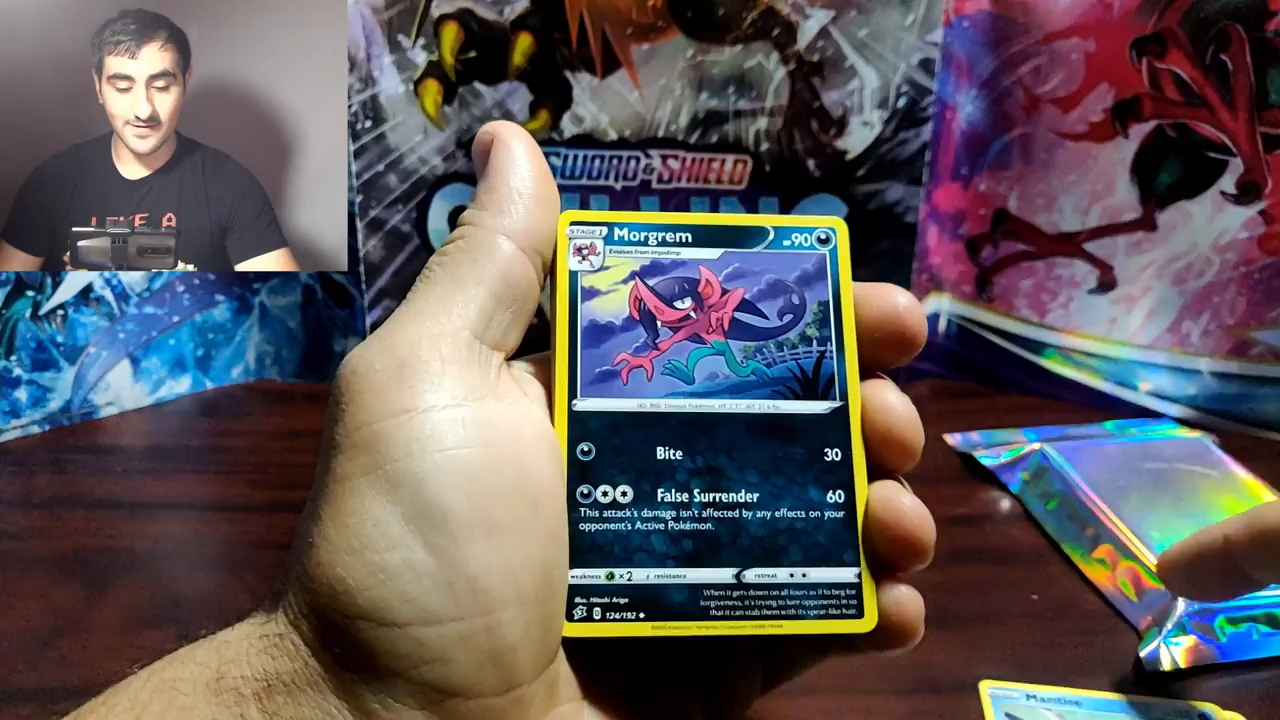 LIKE A
SWORD & SHIELD
STAGE 1
Morgrem
HP 90
Evolves from Impidimp
Bite 30
False Surrender 60
This attack's damage isn't affected by any effects on your
opponent's Active Pokémon.
weakness ×2 resistance retreat
Illus. Hitoshi Ariga
When it gets down on all fours as if to beg for
forgiveness, it's trying to lure opponents in so
that it can stab them with its spear-like hair.
124/192
Mantine